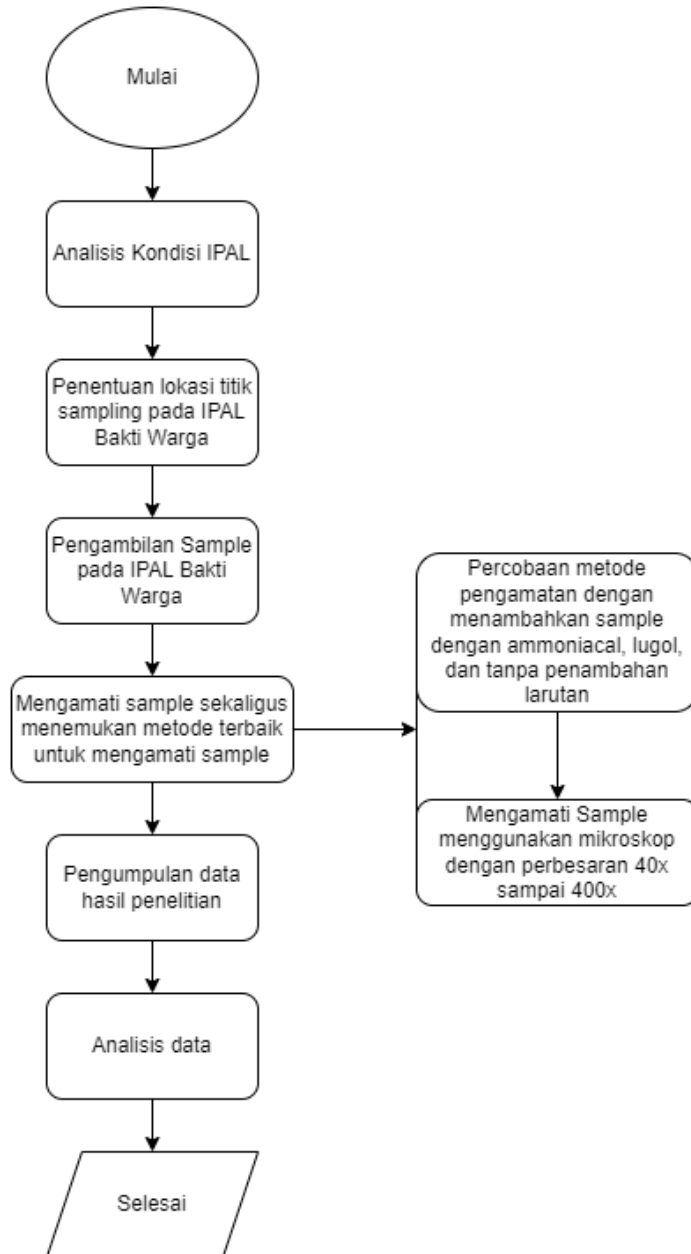 Mulai
Analisis Kondisi IPAL
Penentuan lokasi titik
sampling pada IPAL
Bakti Warga
Pengambilan Sample
pada IPAL Bakti
Warga
Mengamati sample sekaligus
menemukan metode terbaik
untuk mengamati sample
Percobaan metode
pengamatan dengan
menambahkan sample
dengan ammoniacal, lugol,
dan tanpa penambahan
larutan
Mengamati Sample
menggunakan mikroskop
dengan perbesaran 40x
sampai 400x
Pengumpulan data
hasil penelitian
Analisis data
Selesai